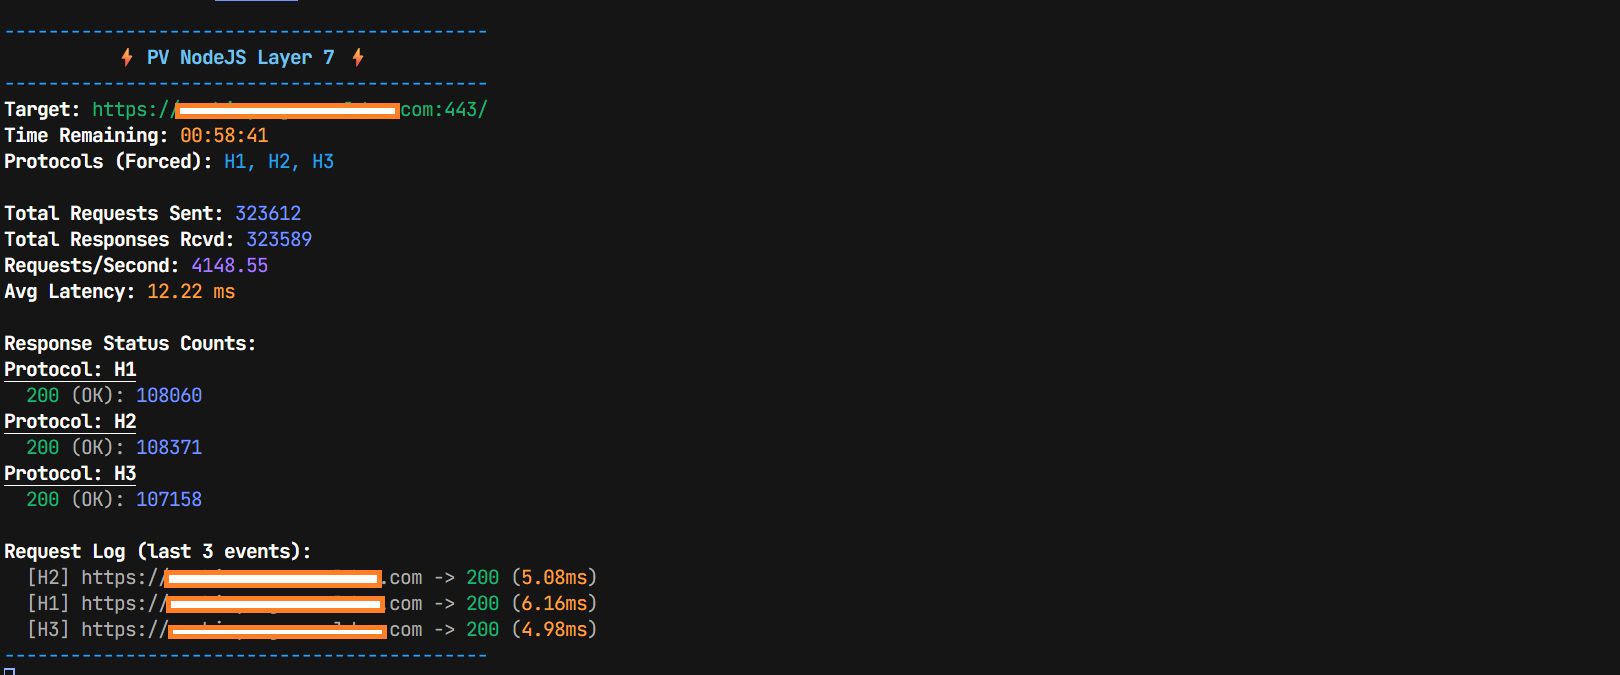 ⚡ PV NodeJS Layer 7 ⚡
Target: https:// com:443/
Time Remaining: 00:58:41
Protocols (Forced): H1, H2, H3
Total Requests Sent: 323612
Total Responses Rcvd: 323589
Requests/Second: 4148.55
Avg Latency: 12.22 ms
Response Status Counts:
Protocol: H1
200 (OK): 108060
Protocol: H2
200 (OK): 108371
Protocol: H3
200 (OK): 107158
Request Log (last 3 events):
[H2] https:// .com -> 200 (5.08ms)
[H1] https:// .com -> 200 (6.16ms)
[H3] https:// com -> 200 (4.98ms)